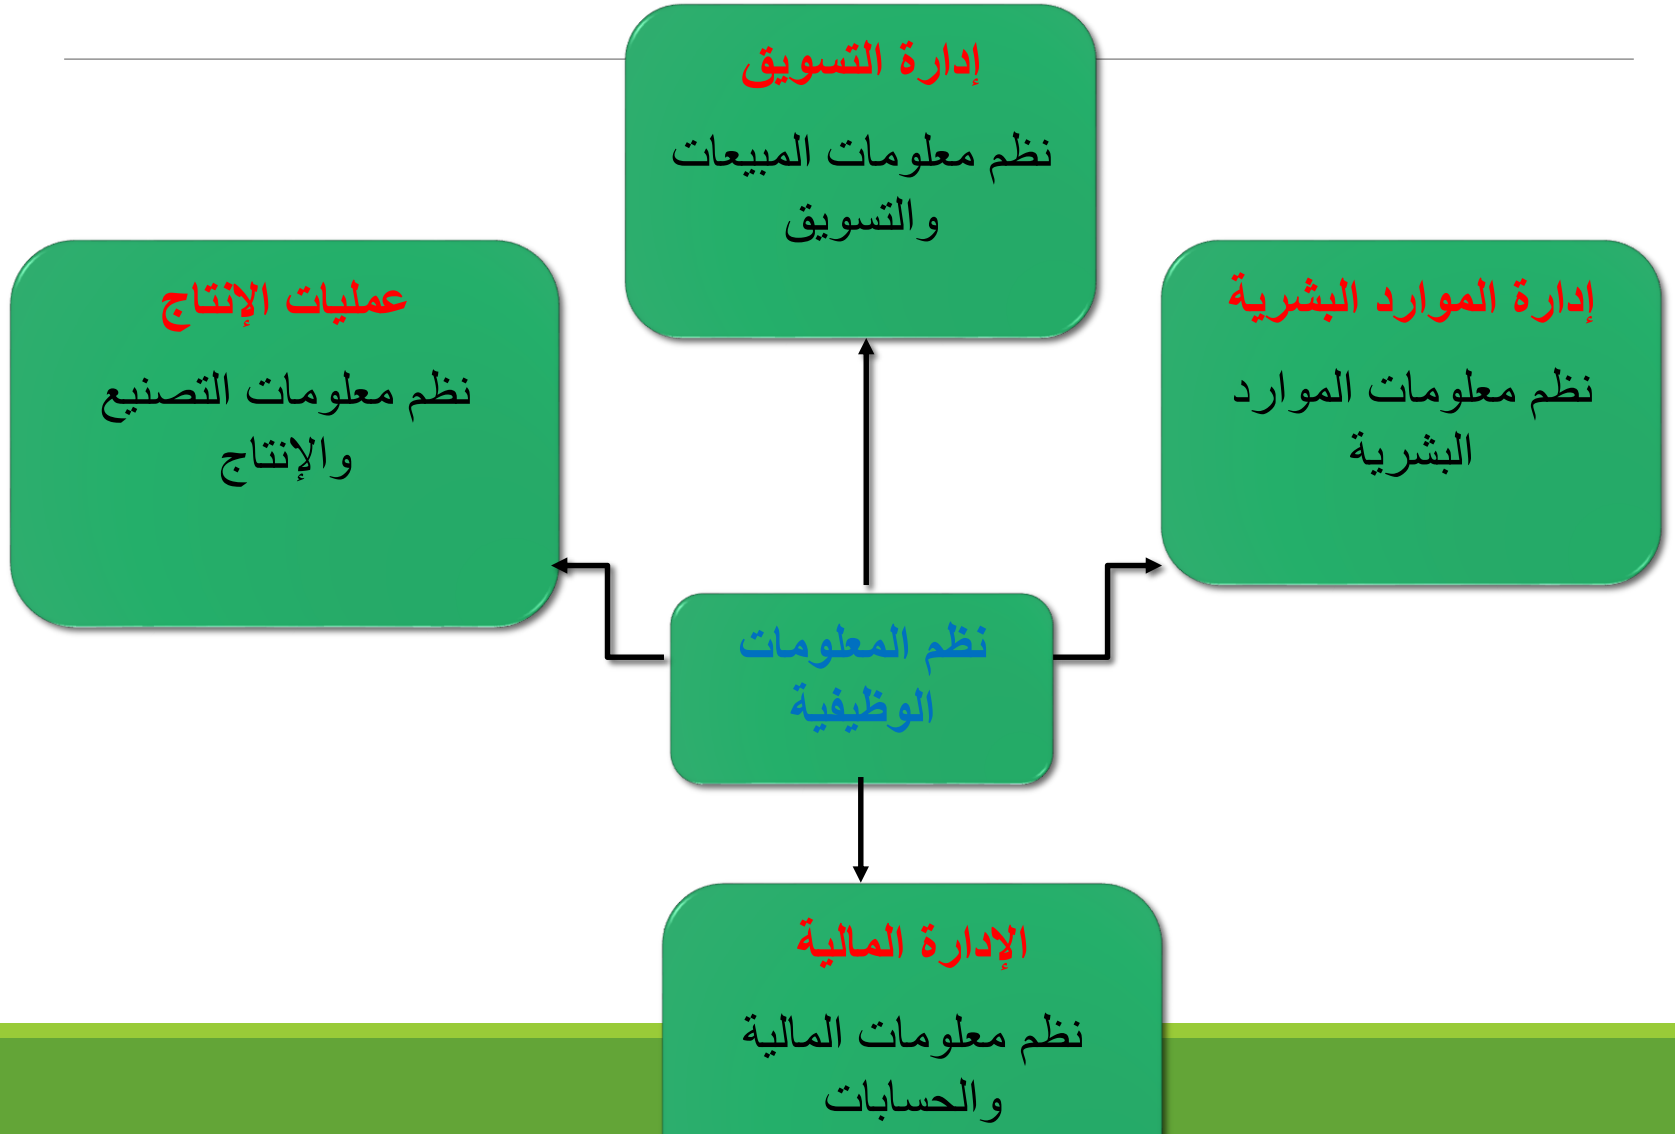 إدارة التسويق
نظم معلومات المبيعات
والتسويق
إدارة الموارد البشرية
نظم معلومات الموارد
البشرية
عمليات الإنتاج
نظم معلومات التصنيع
والإنتاج
نظم المعلومات
الوظيفية
الإدارة المالية
نظم معلومات المالية
والحسابات